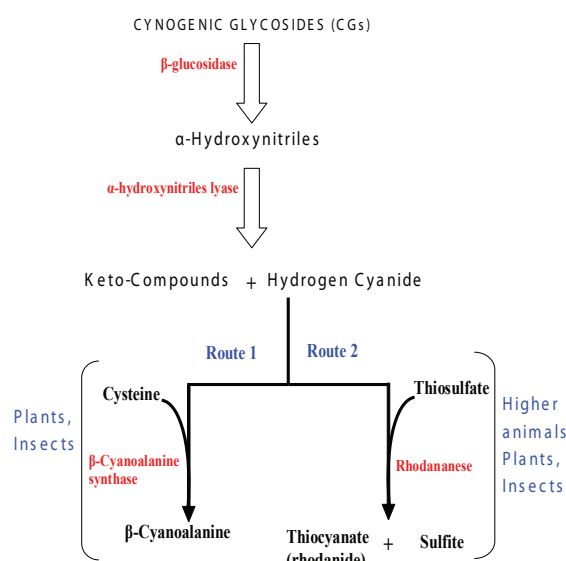 CYNOGENIC GLYCOSIDES (CGs)
β-glucosidase
α-Hydroxynitriles
α-hydroxynitriles lyase
Keto-Compounds + Hydrogen Cyanide
Route 1
Route 2
Plants,
Insects
Cysteine
β-Cyanoalanine
synthase
β-Cyanoalanine
Thiosulfate
Rhodananese
Thiocyanate + Sulfite
(rhodanide)
Higher
animals
Plants,
Insects